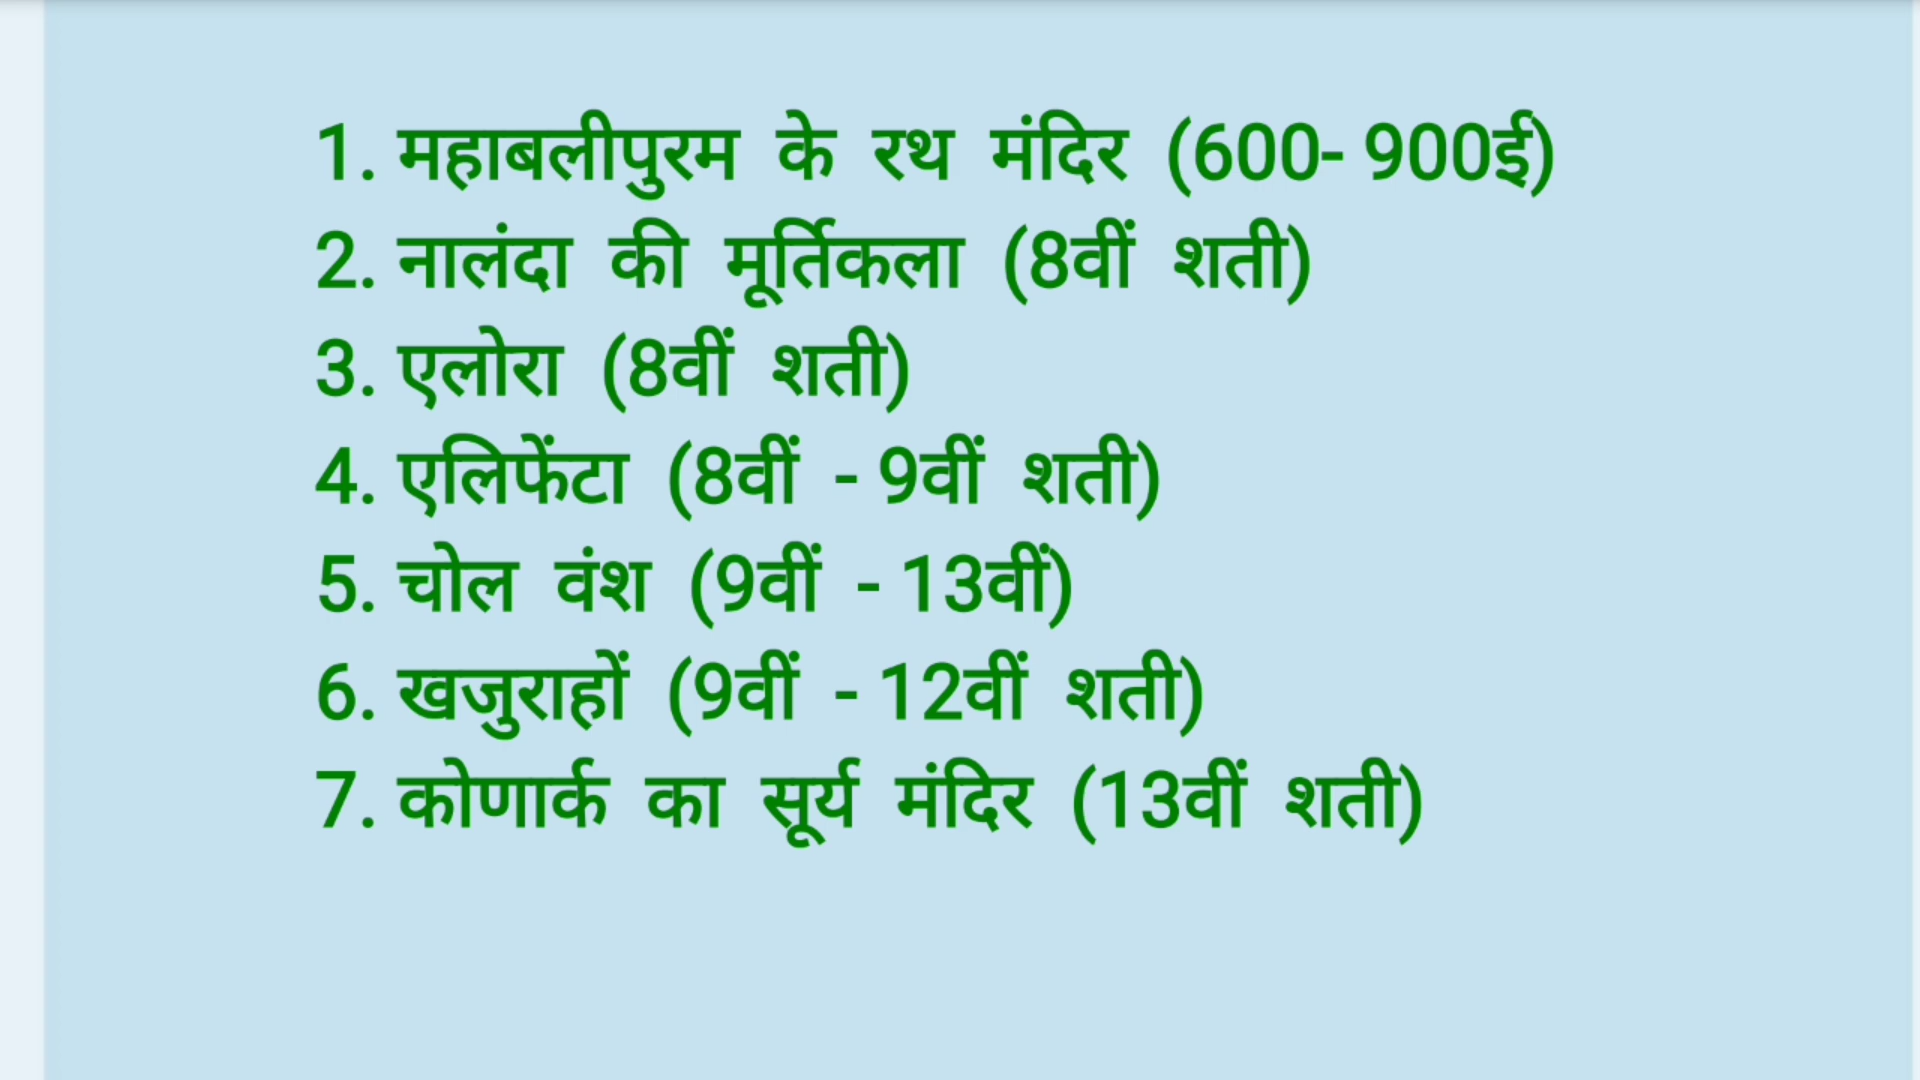 1. महाबलीपुरम के रथ मंदिर (600- 900ई)
2. नालंदा की मूर्तिकला (8वीं शती)
3. एलोरा (8वीं शती)
4. एलिफेंटा (8वीं - 9वीं शती)
5. चोल वंश (9वीं - 13वीं)
6. खजुराहों (9वीं - 12वीं शती)
7. कोणार्क का सूर्य मंदिर (13वीं शती)